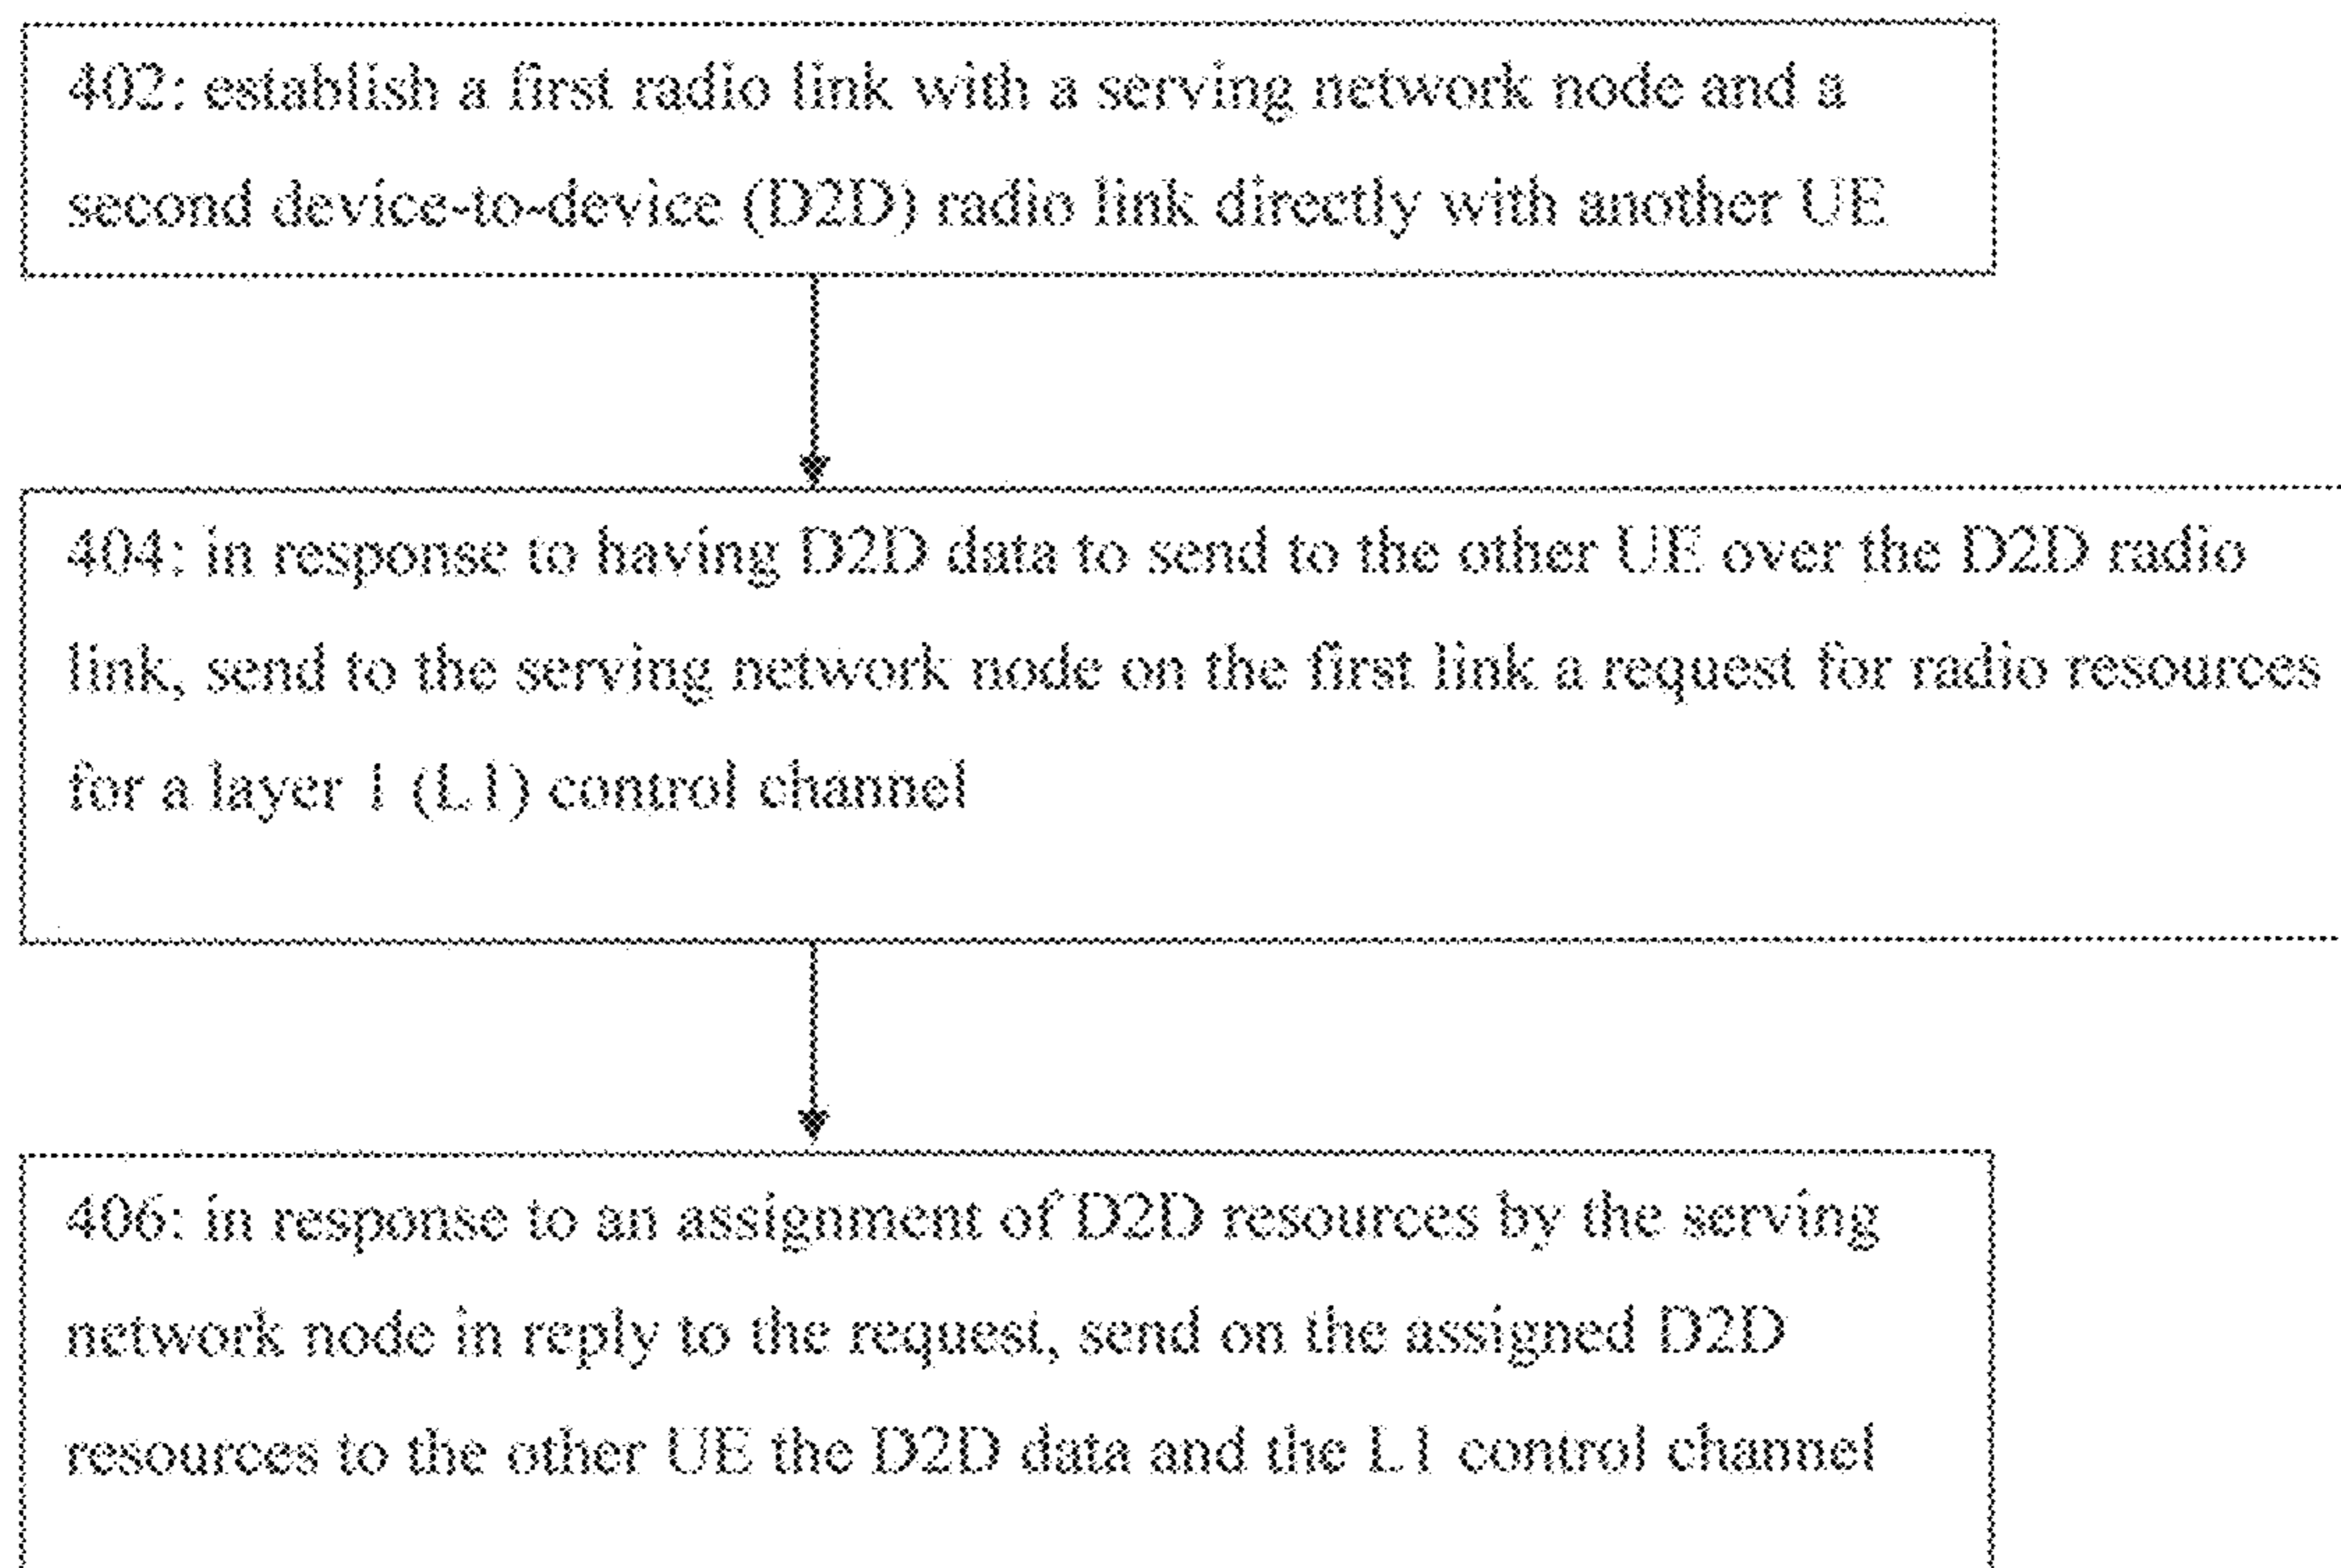 402: establish a first radio link with a serving network node and a
second device-to-device (D2D) radio link directly with another UE
404: in response to having D2D data to send to the other UE over the D2D radio
link, send to the serving network node on the first link a request for radio resources
for a layer 1 (L1) control channel
406: in response to an assignment of D2D resources by the serving
network node in reply to the request, send on the assigned D2D
resources to the other UE the D2D data and the L1 control channel